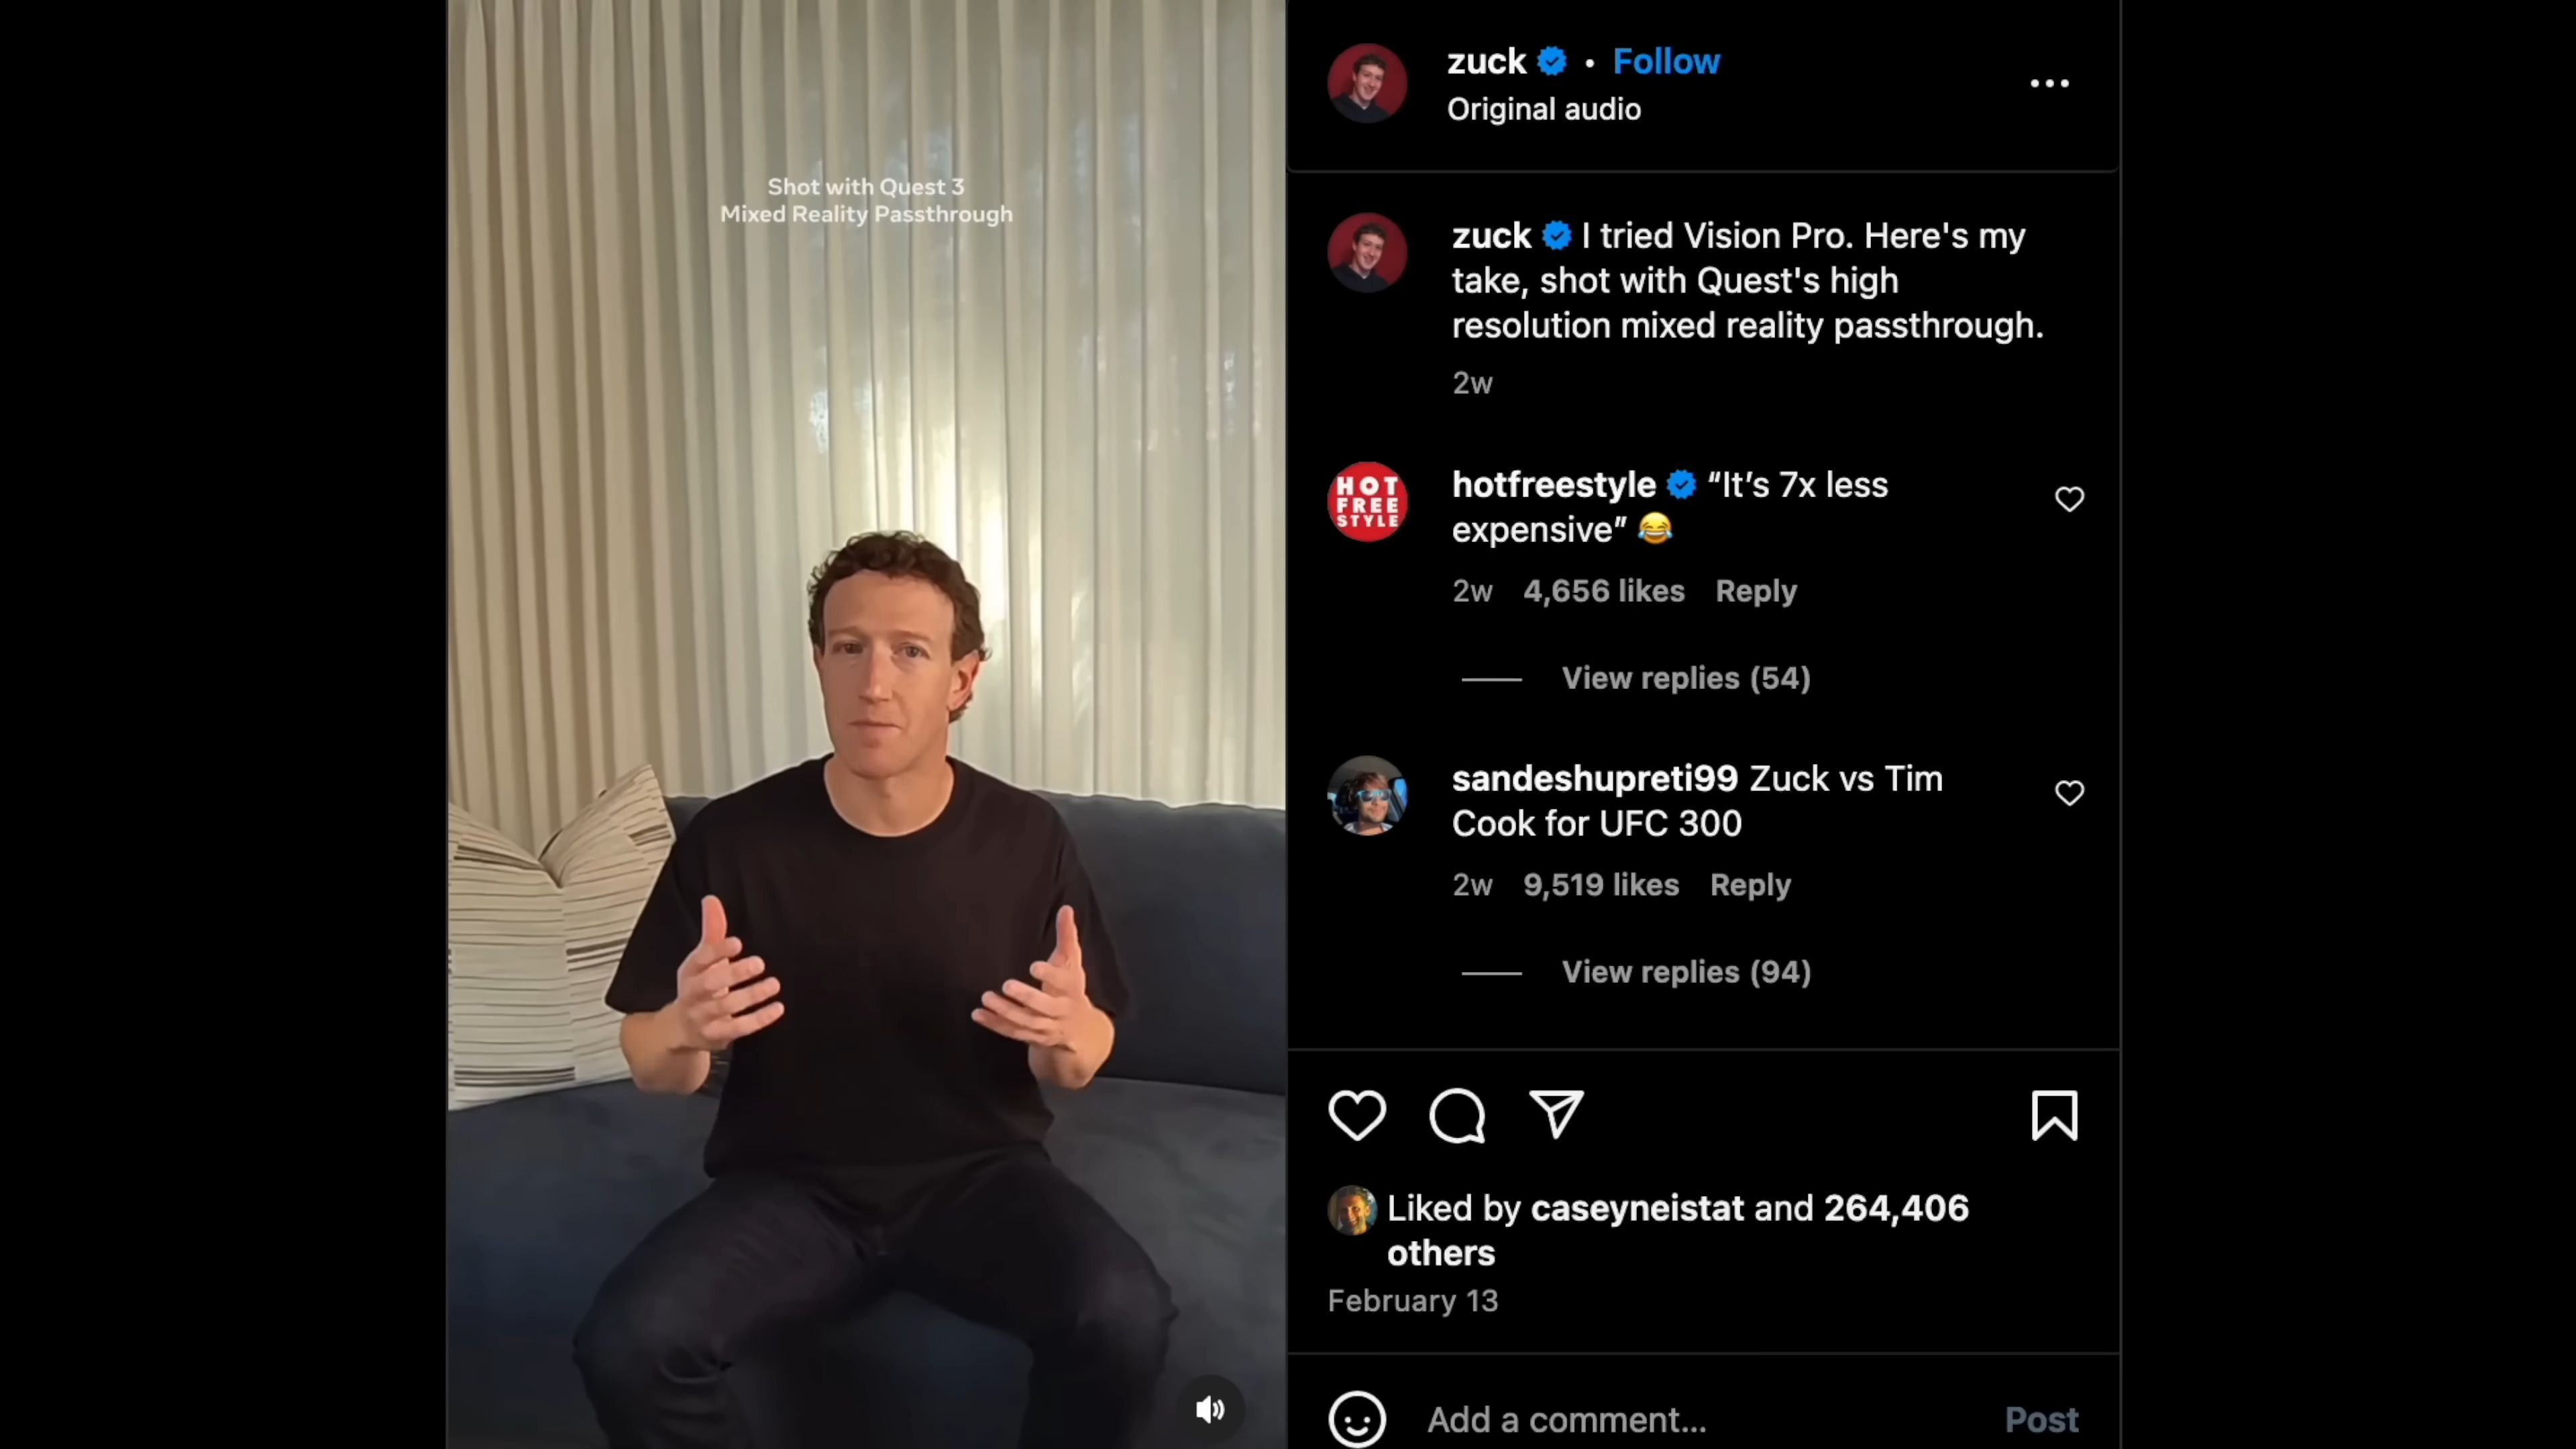 Shot with Quest 3
Mixed Reality Passthrough
zuck • Follow
Original audio
zuck I tried Vision Pro. Here's my
take, shot with Quest's high
resolution mixed reality passthrough.
2w
HOT
FREE
STYLE
hotfreestyle “It’s 7x less
expensive” 😂
2w 4,656 likes Reply
View replies (54)
sandeshupreti99 Zuck vs Tim
Cook for UFC 300
2w 9,519 likes Reply
View replies (94)
Liked by caseyneistat and 264,406
others
February 13
Add a comment...
Post